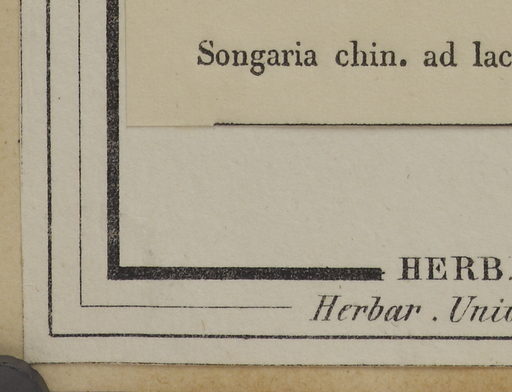 Songaria chin. ad lac
HERB
Herbar . Uni